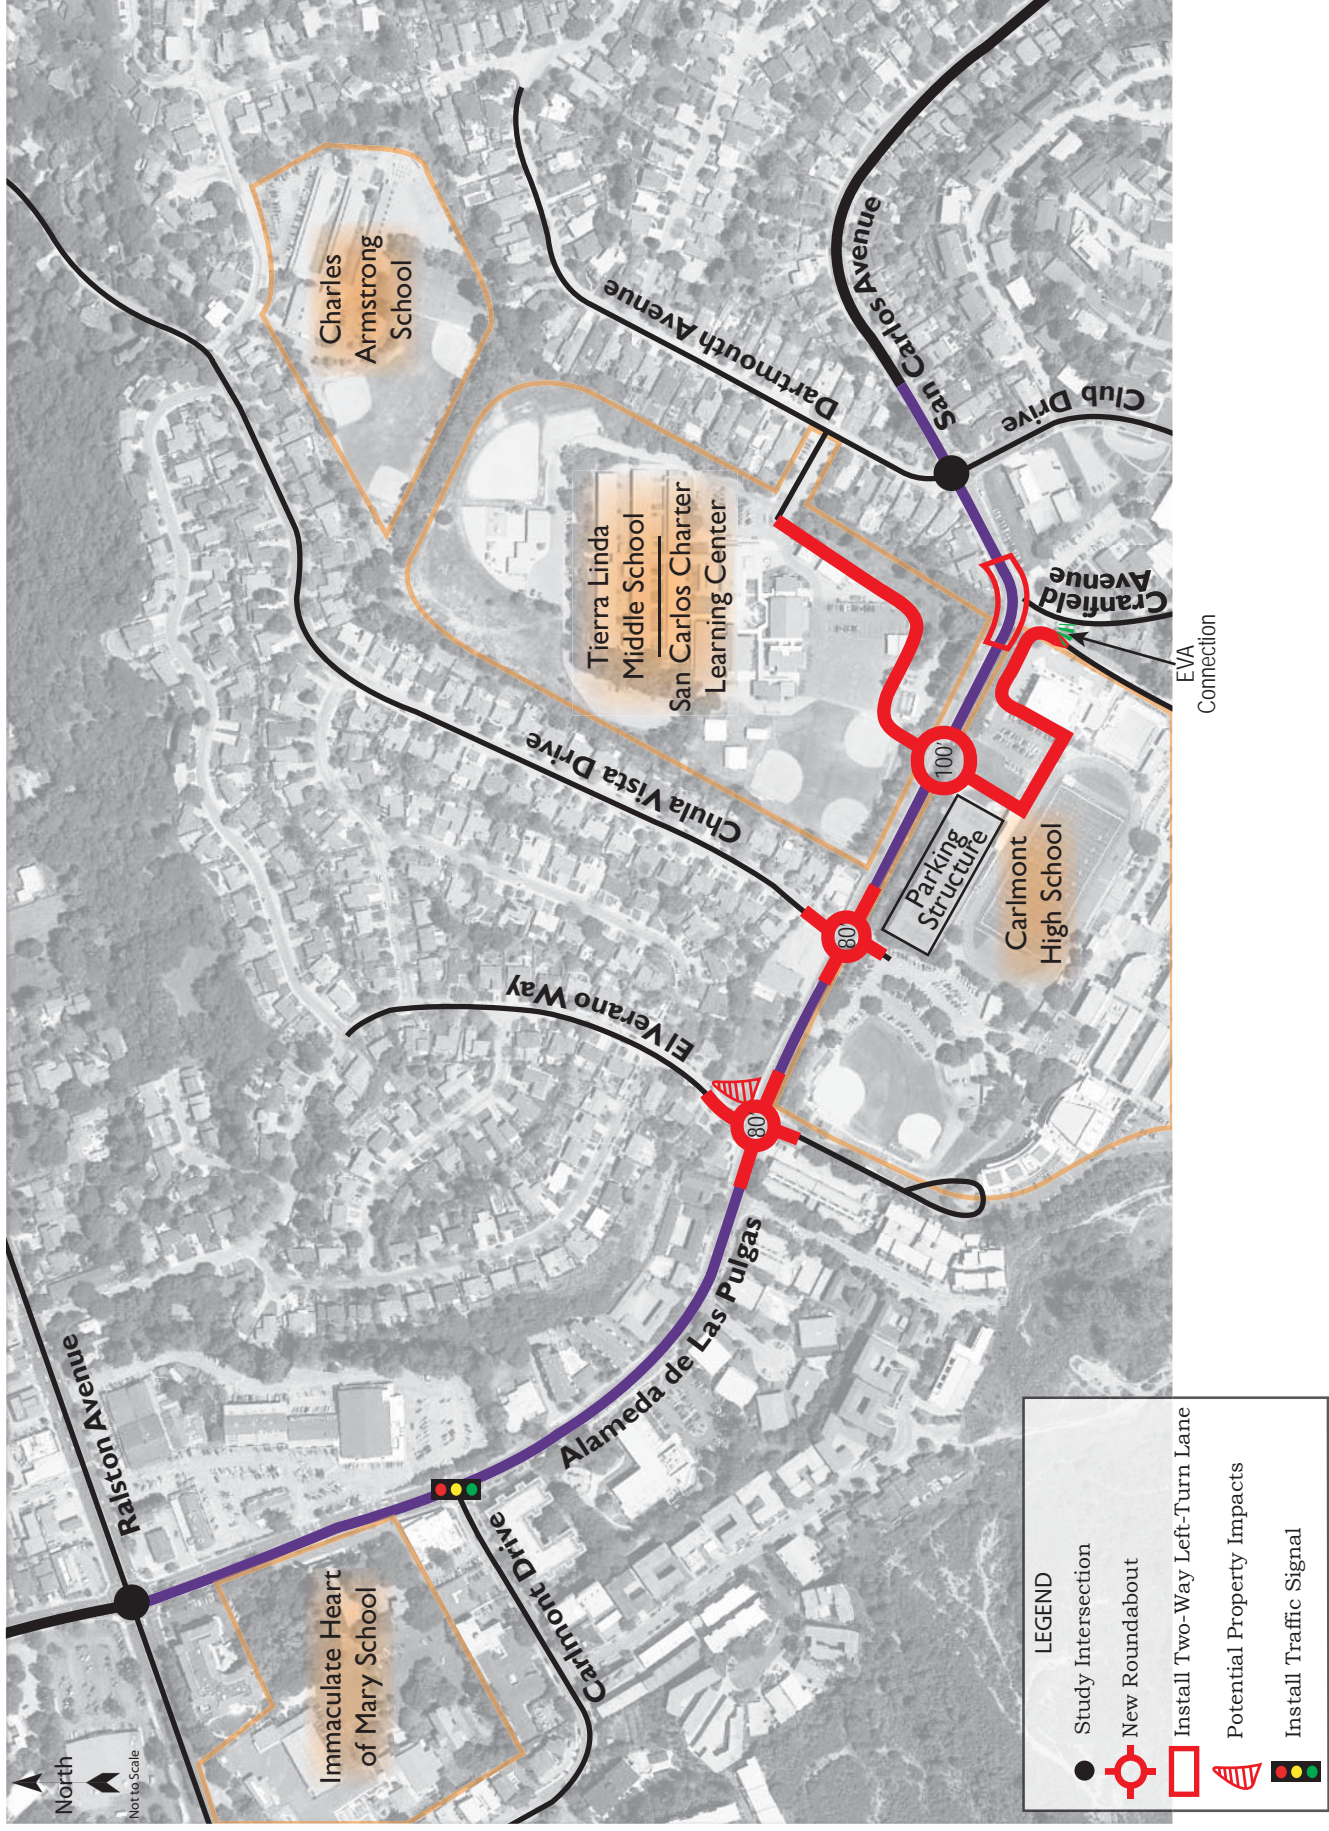 North
Not to Scale
Ralston Avenue
Immaculate Heart
of Mary School
Carlmont Drive
Alameda de Las Pulgas
El Verano Way
80'
Chula Vista Drive
80'
Charles
Armstrong
School
Tierra Linda
Middle School
San Carlos Charter
Learning Center
Dartmouth Avenue
San Carlos Avenue
Club Drive
Cranfield
Avenue
EVA
Connection
100'
Parking
Structure
Carlmont
High School
LEGEND
Study Intersection
New Roundabout
Install Two-Way Left-Turn Lane
Potential Property Impacts
Install Traffic Signal